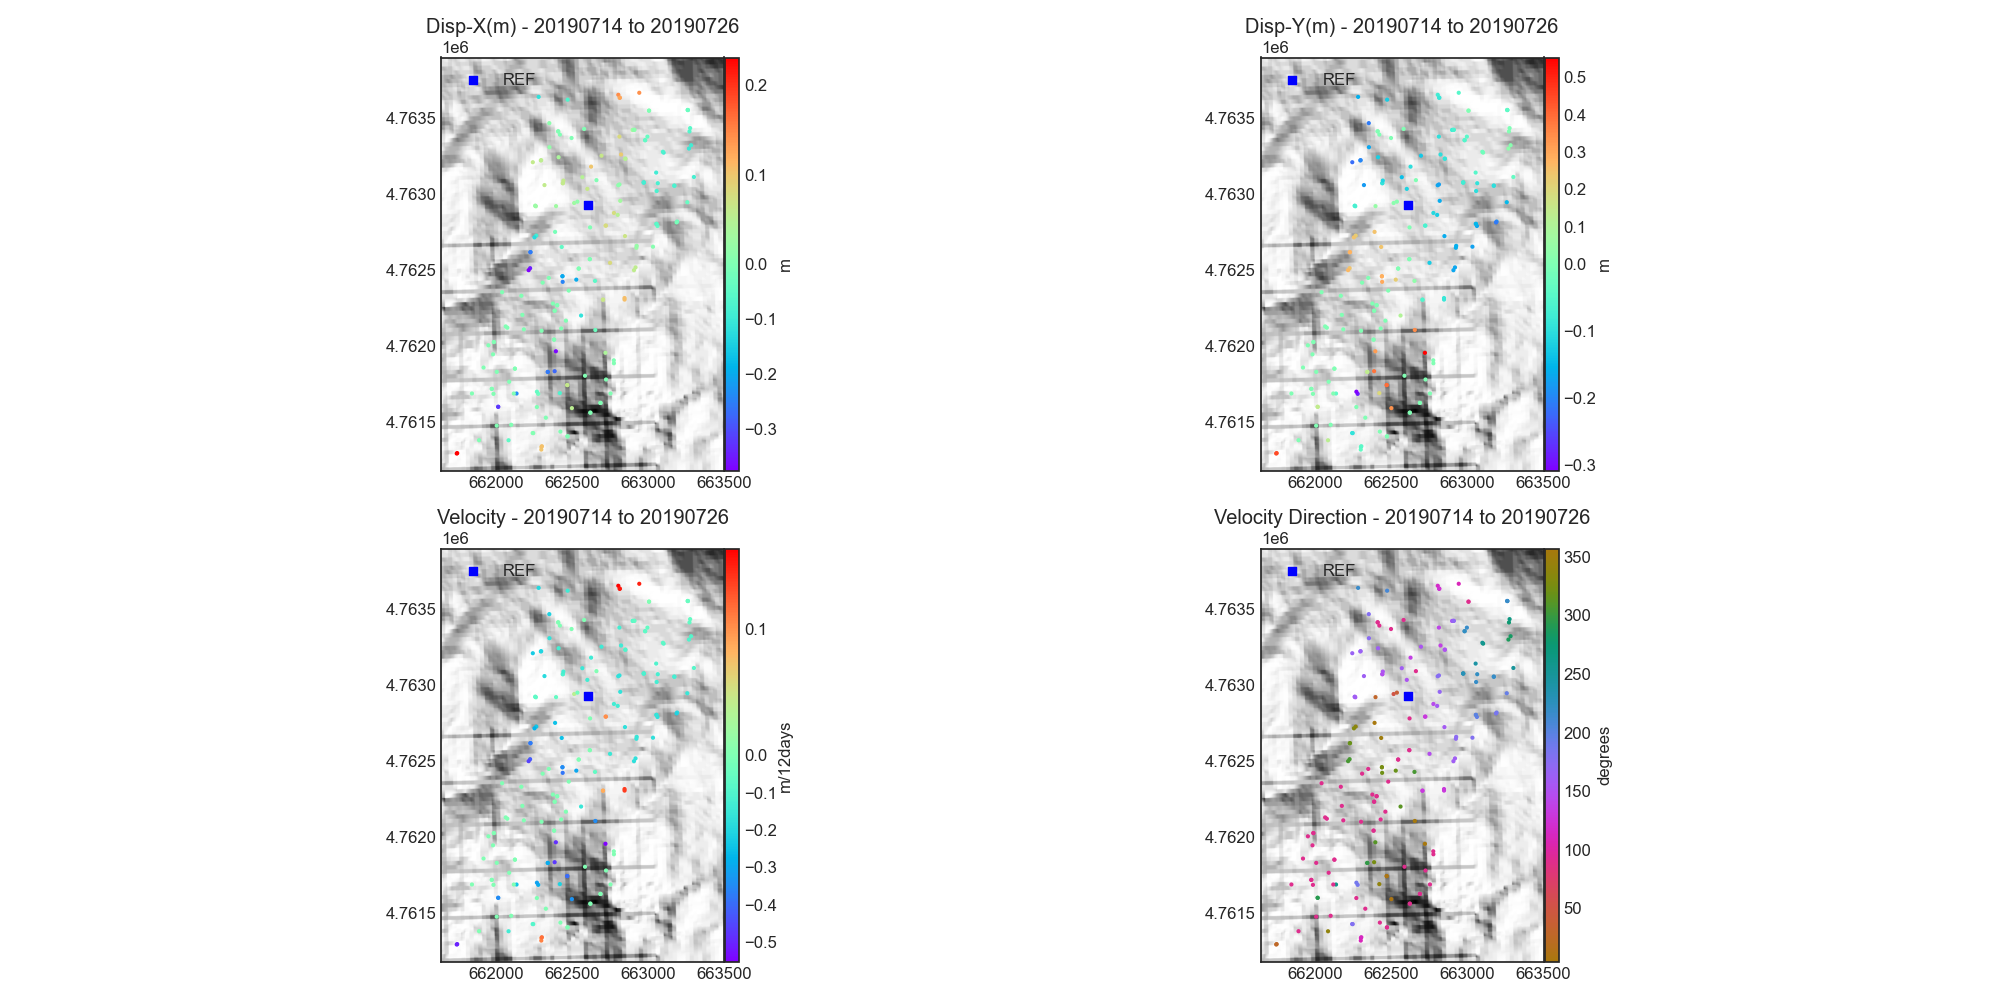 Disp-X(m) - 20190714 to 20190726
1e6
REF
4.7635
4.7630
4.7625
4.7620
4.7615
662000 662500 663000 663500
0.2
0.1
0.0
−0.1
−0.2
−0.3
m
Disp-Y(m) - 20190714 to 20190726
1e6
REF
4.7635
4.7630
4.7625
4.7620
4.7615
662000 662500 663000 663500
0.5
0.4
0.3
0.2
0.1
0.0
−0.1
−0.2
−0.3
m
Velocity - 20190714 to 20190726
1e6
REF
4.7635
4.7630
4.7625
4.7620
4.7615
662000 662500 663000 663500
0.1
0.0
−0.1
−0.2
−0.3
−0.4
−0.5
m/12days
Velocity Direction - 20190714 to 20190726
1e6
REF
4.7635
4.7630
4.7625
4.7620
4.7615
662000 662500 663000 663500
350
300
250
200
150
100
50
degrees